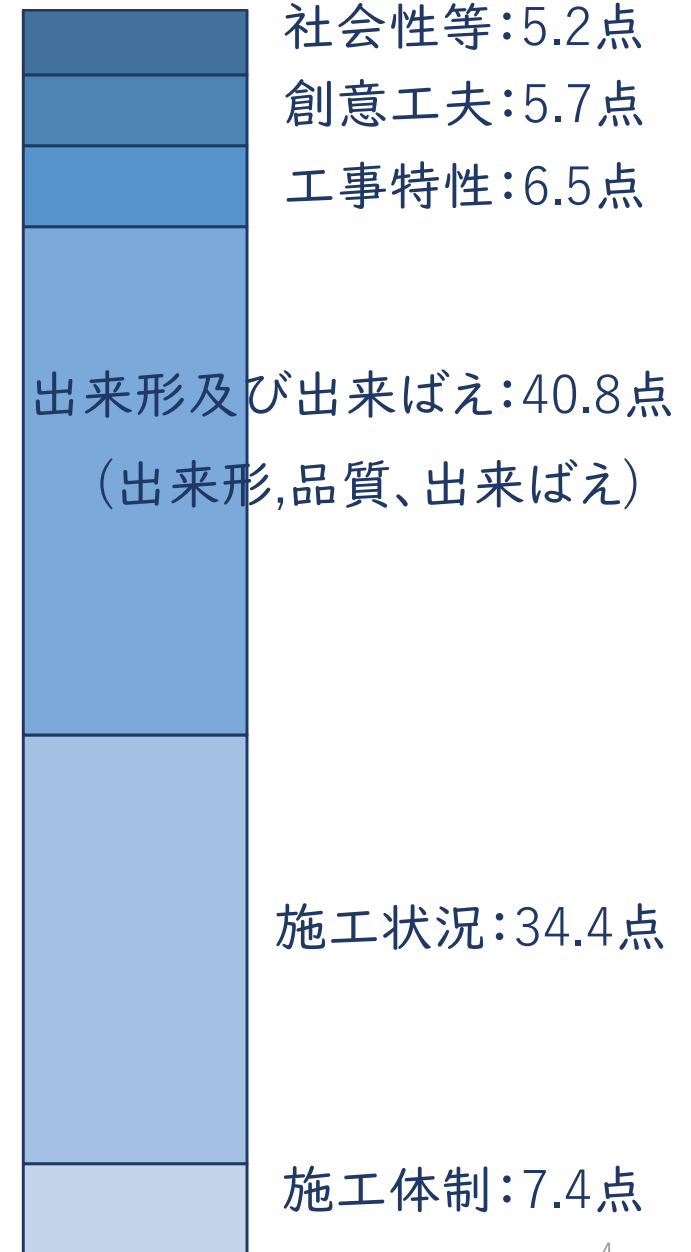 社会性等：5.2点
創意工夫：5.7点
工事特性：6.5点
出来形及び出来ばえ：40.8点
（出来形,品質、出来ばえ）
施工状況：34.4点
施工体制：7.4点